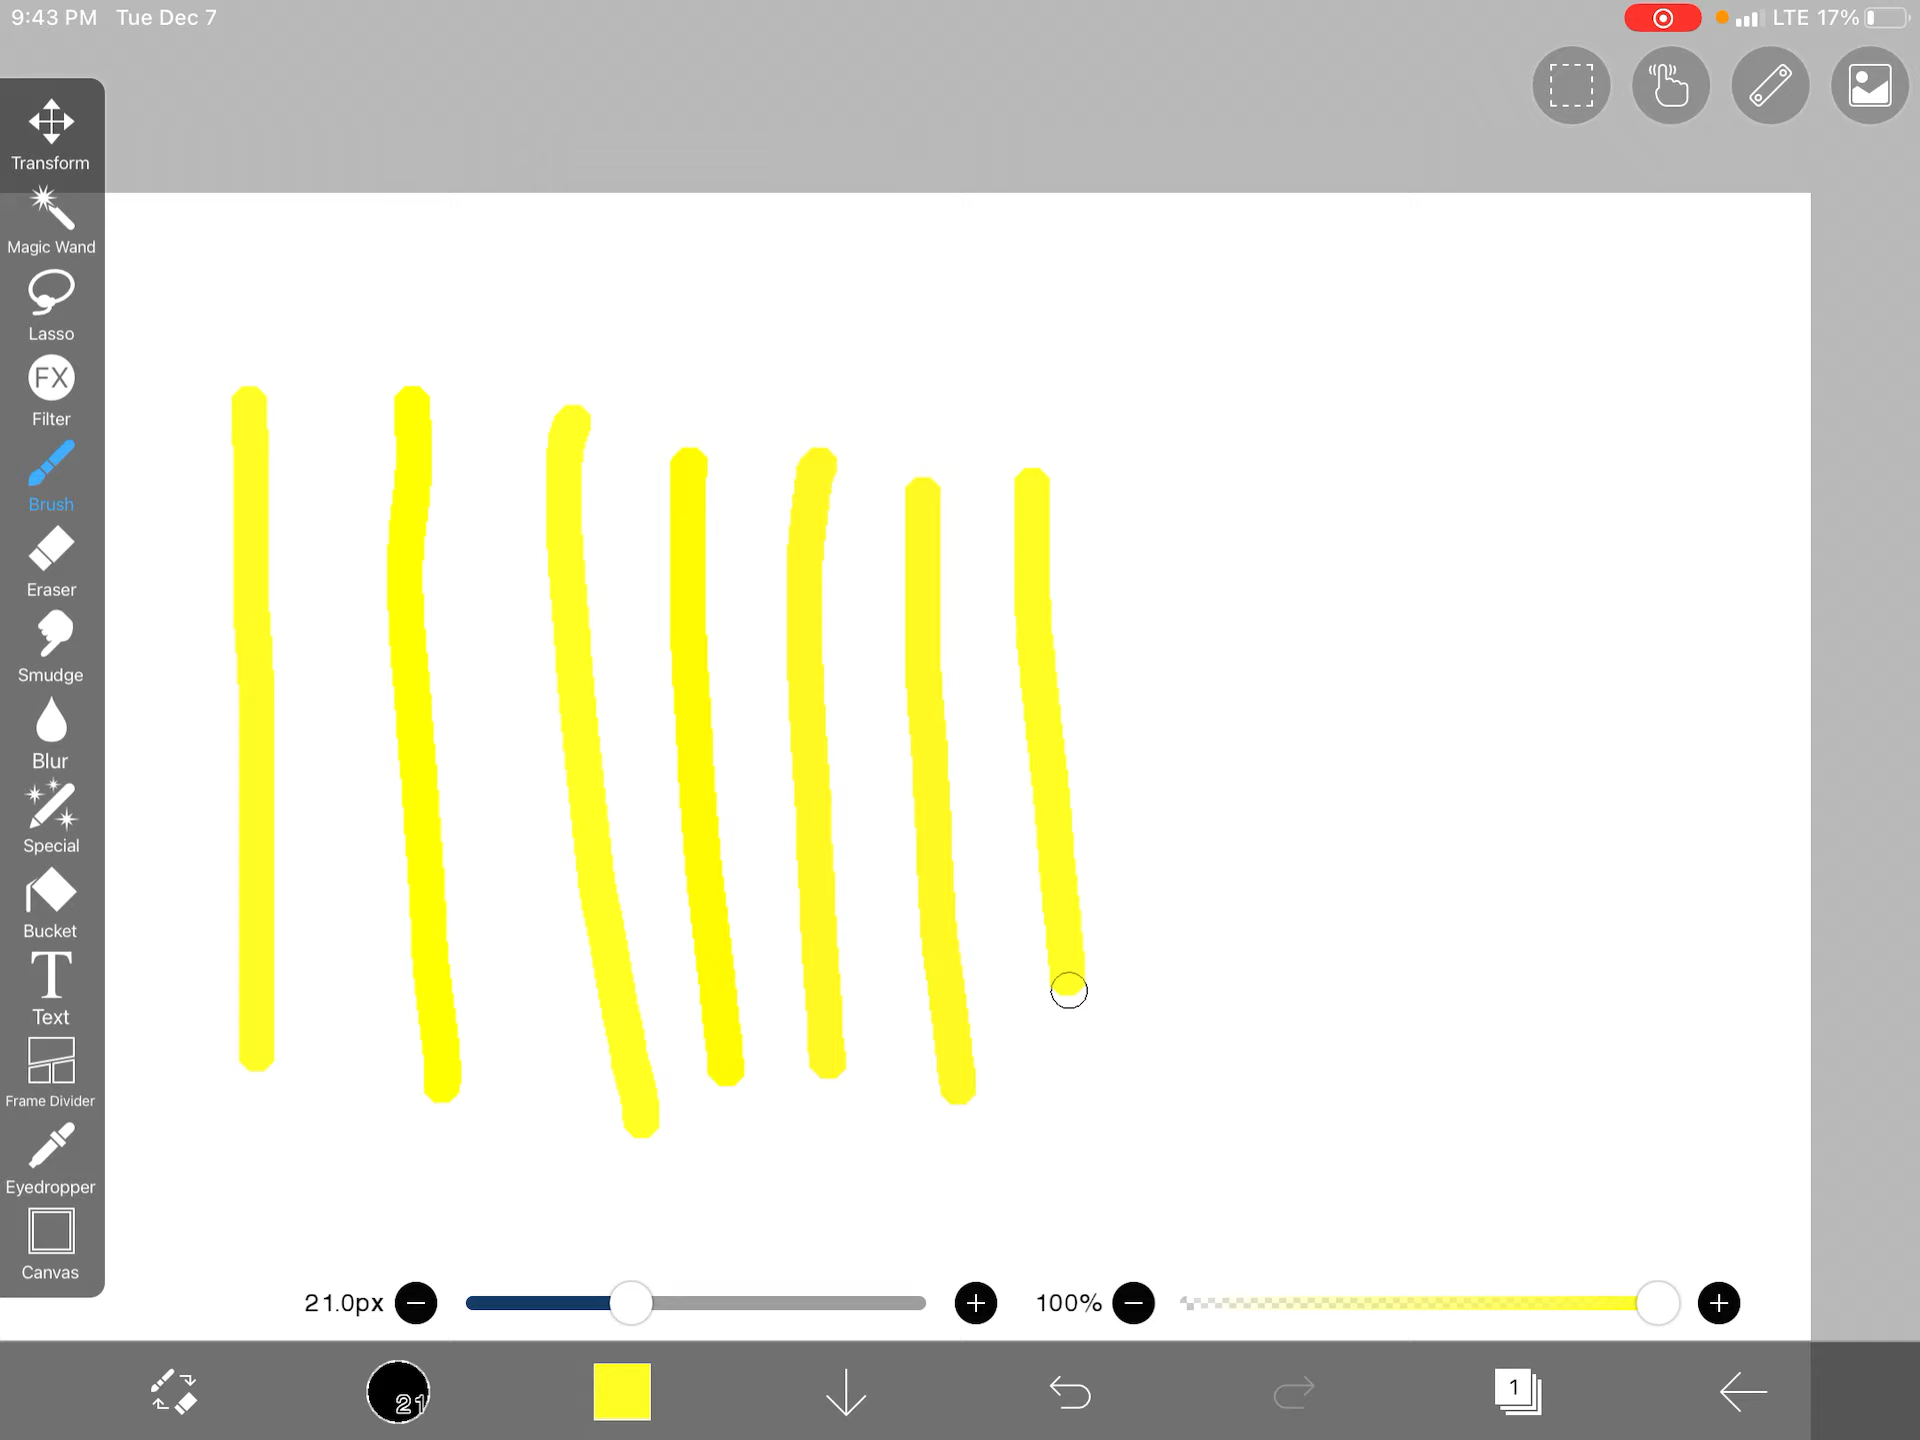 9:43 PM Tue Dec 7
LTE 17%
Transform
Magic Wand
Lasso
FX
Filter
Brush
Eraser
Smudge
Blur
Special
Bucket
T
Text
Frame Divider
Eyedropper
Canvas
21.0px
100%
21
1